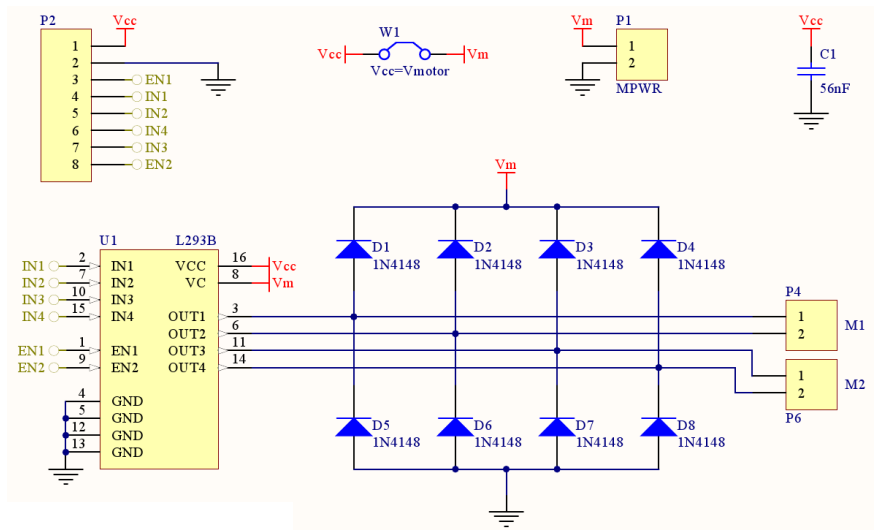 P2
Vcc
1
2
3 EN1
4 IN1
5 IN2
6 IN4
7 IN3
8 EN2
W1
Vcc Vm
Vcc=Vmotor
Vm
P1
1
2
MPWR
Vcc
C1
56nF
Vm
U1 L293B
IN1 2 IN1 VCC 16 Vcc
IN2 7 IN2 VC 8 Vm
IN3 10 IN3
IN4 15 IN4 OUT1 3
OUT2 6
EN1 1 EN1 OUT3 11
EN2 9 EN2 OUT4 14
4 GND
5 GND
12 GND
13 GND
D1 D2 D3 D4
1N4148 1N4148 1N4148 1N4148
P4
1
2
M1
1
2
M2
P6
D5 D6 D7 D8
1N4148 1N4148 1N4148 1N4148